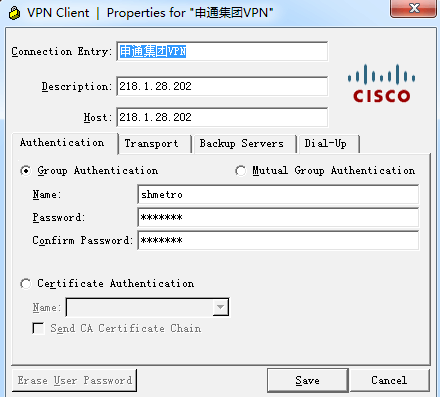 VPN Client | Properties for "申通集团VPN"
Connection Entry: 申通集团VPN
Description: 218.1.28.202
Host: 218.1.28.202
CISCO
Authentication Transport Backup Servers Dial-Up
Group Authentication Mutual Group Authentication
Name: shmetro
Password: *******
Confirm Password: *******
Certificate Authentication
Name:
Send CA Certificate Chain
Erase User Password Save Cancel